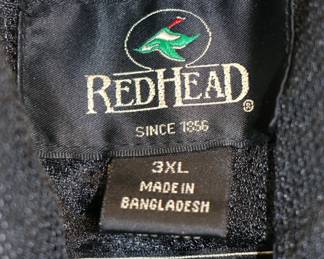 REDHEAD®
SINCE 1856
3XL
MADE IN
BANGLADESH